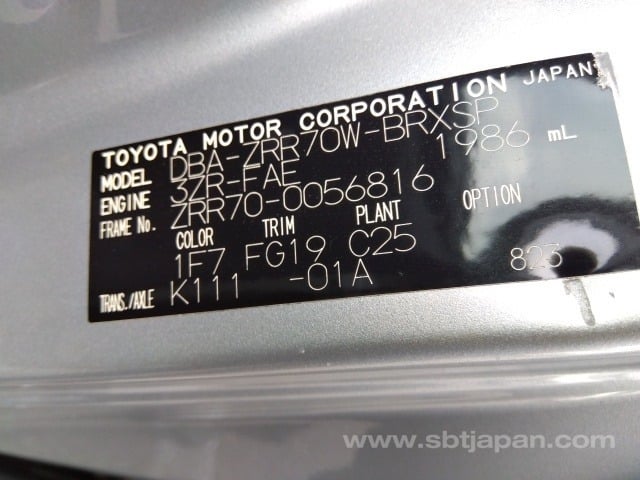 TOYOTA MOTOR CORPORATION JAPAN
MODEL DBA-ZRR70W-BRXSP
ENGINE 3ZR-FAE 1986 mL
FRAME No. ZRR70-0056816
COLOR TRIM PLANT OPTION
1F7 FG19 C25 823
TRANS./AXLE K111 -01A
www.sbtjapan.com